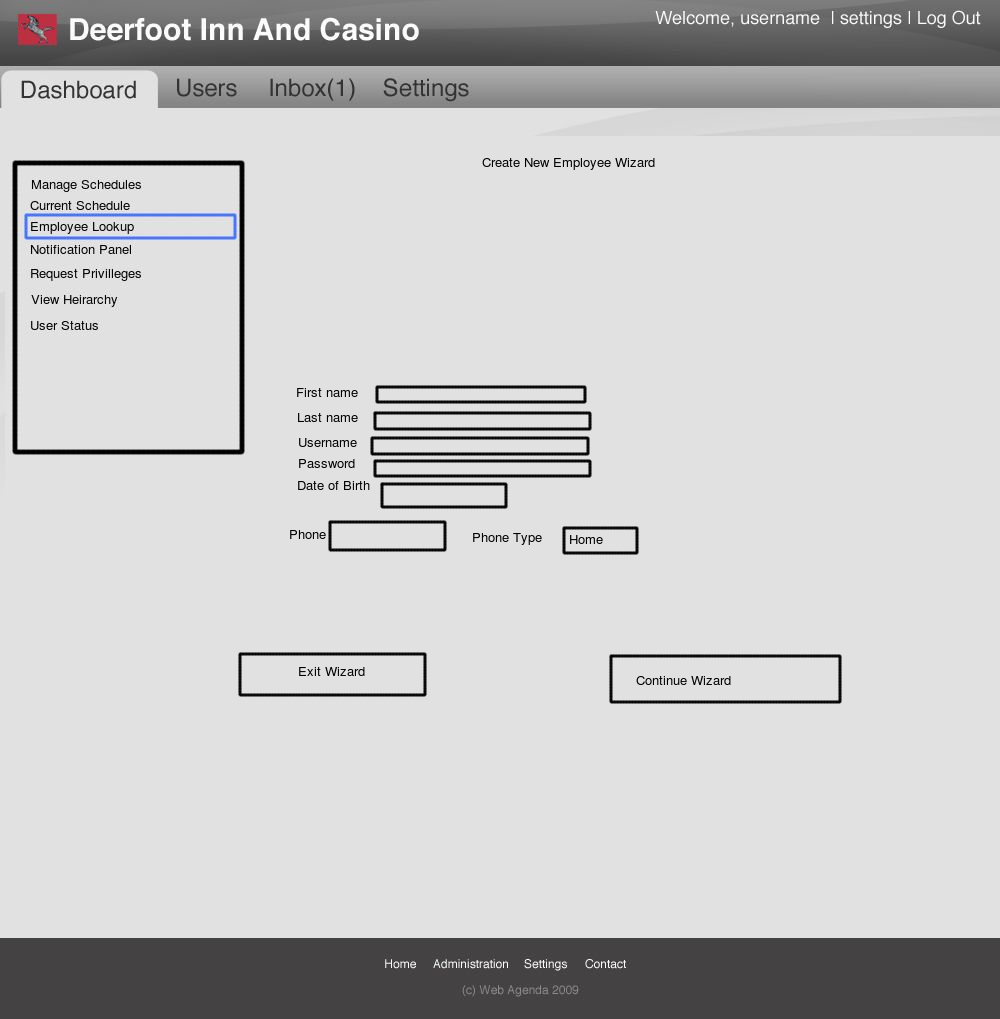 Deerfoot Inn And Casino
Welcome, username | settings | Log Out
Dashboard Users Inbox(1) Settings
Create New Employee Wizard
Manage Schedules
Current Schedule
Employee Lookup
Notification Panel
Request Privilleges
View Heirarchy
User Status
First name
Last name
Username
Password
Date of Birth
Phone Phone Type Home
Exit Wizard Continue Wizard
Home Administration Settings Contact
(c) Web Agenda 2009